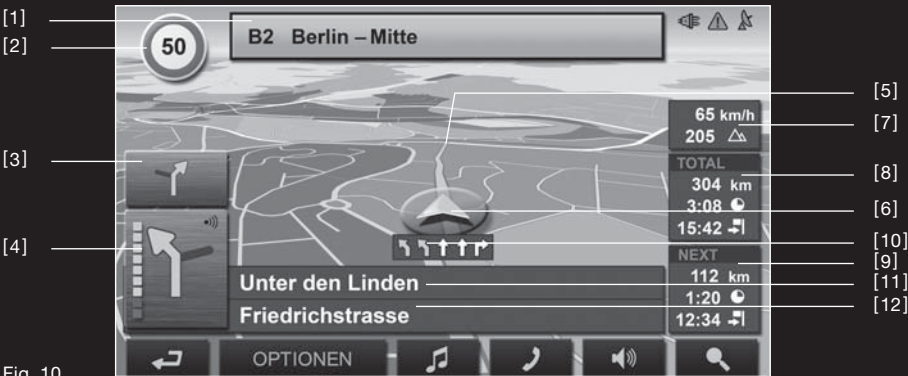 [1]
[2]
50
B2 Berlin – Mitte
[5]
65 km/h
[7]
205
[3]
TOTAL
[8]
304 km
3:08
[6]
15:42
[4]
[10]
NEXT
[9]
112 km
Unter den Linden
[11]
1:20
Friedrichstrasse
[12]
12:34
OPTIONEN
Fig. 10